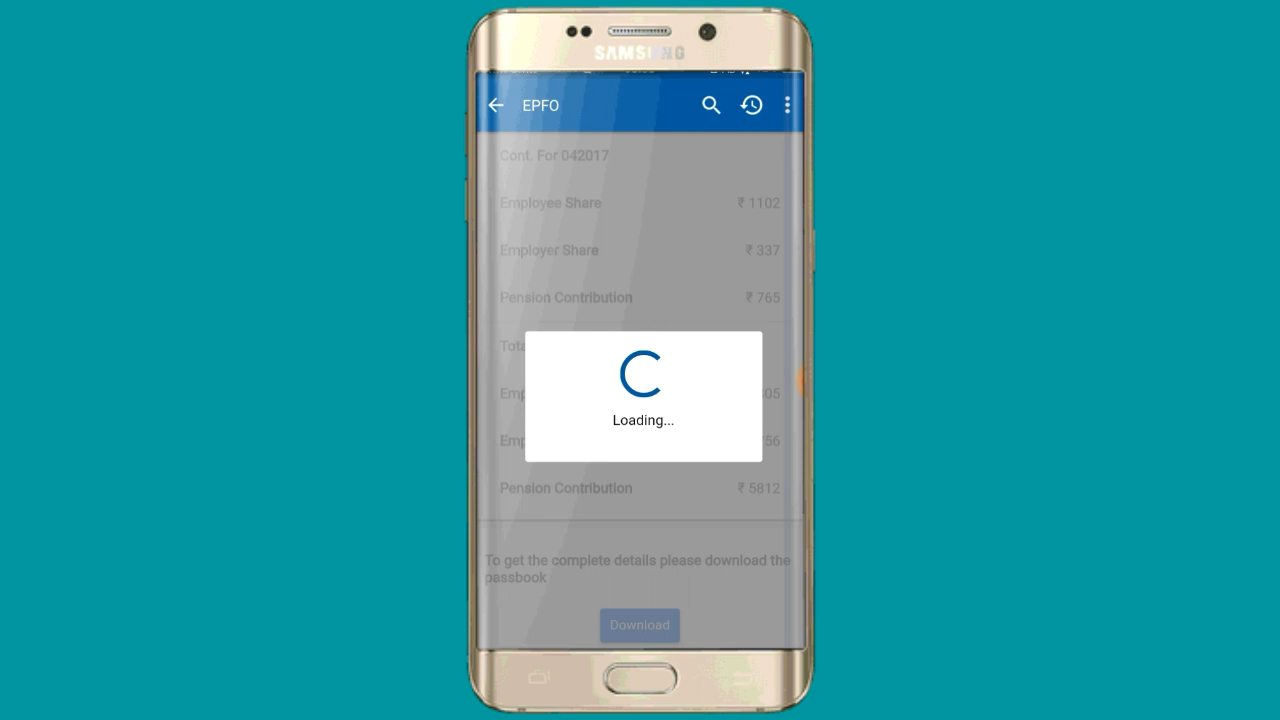 SAMSUNG
EPFO
Cont. For 042017
Employee Share ₹ 1102
Employer Share ₹ 337
Pension Contribution ₹ 765
Loading...
Pension Contribution ₹ 5812
To get the complete details please download the
passbook
Download